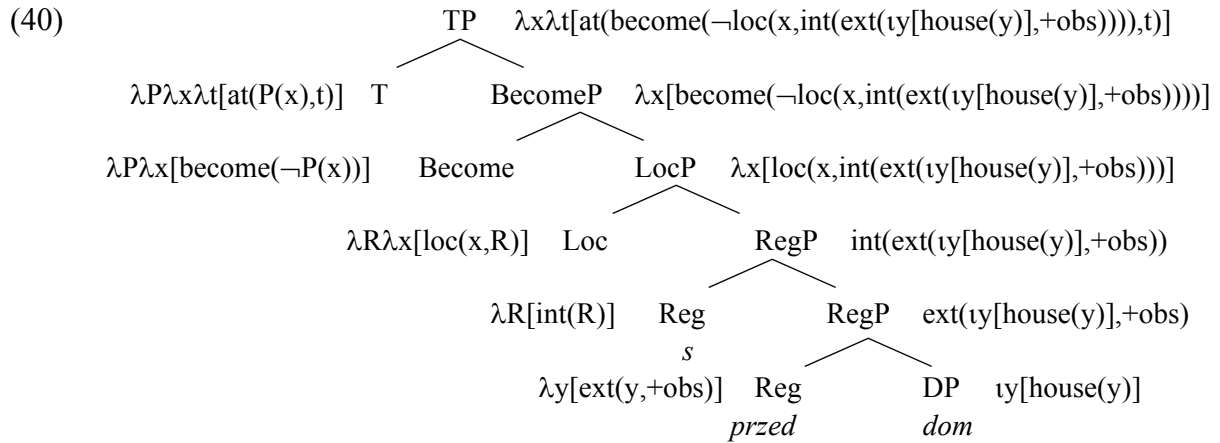 (40) TP λxλt[at(become(¬loc(x,int(ext(ιy[house(y)],+obs)))),t)]
λPλxλt[at(P(x),t)] T BecomeP λx[become(¬loc(x,int(ext(ιy[house(y)],+obs))))]
λPλx[become(¬P(x))] Become LocP λx[loc(x,int(ext(ιy[house(y)],+obs)))]
λRλx[loc(x,R)] Loc RegP int(ext(ιy[house(y)],+obs))
λR[int(R)] Reg RegP ext(ιy[house(y)],+obs)
s
λy[ext(y,+obs)] Reg DP ιy[house(y)]
przed dom